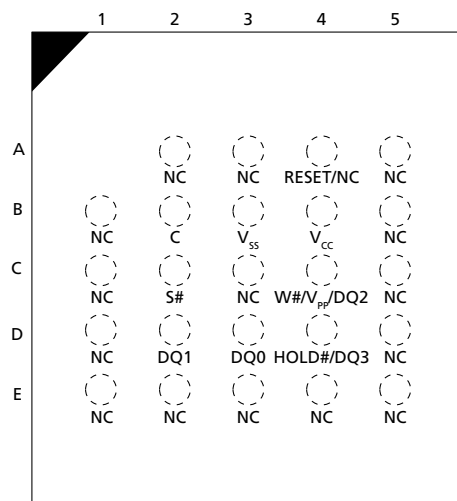 1 2 3 4 5
A
NC NC RESET/NC NC
B
NC C VSS VCC NC
C
NC S# NC W#/VPP/DQ2 NC
D
NC DQ1 DQ0 HOLD#/DQ3 NC
E
NC NC NC NC NC